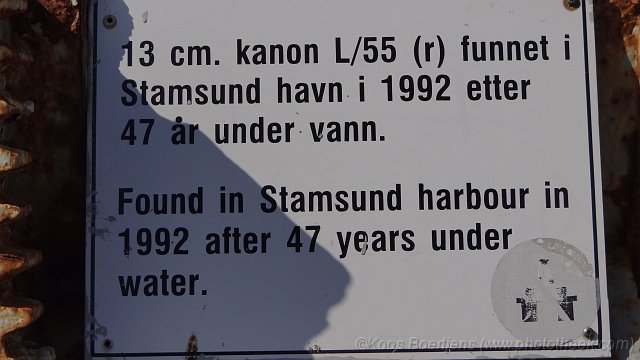 13 cm. kanon L/55 (r) funnet i
Stamsund havn i 1992 etter
47 år under vann.
Found in Stamsund harbour in
1992 after 47 years under
water.
©Koos Boertjens (www.photothoek.com)